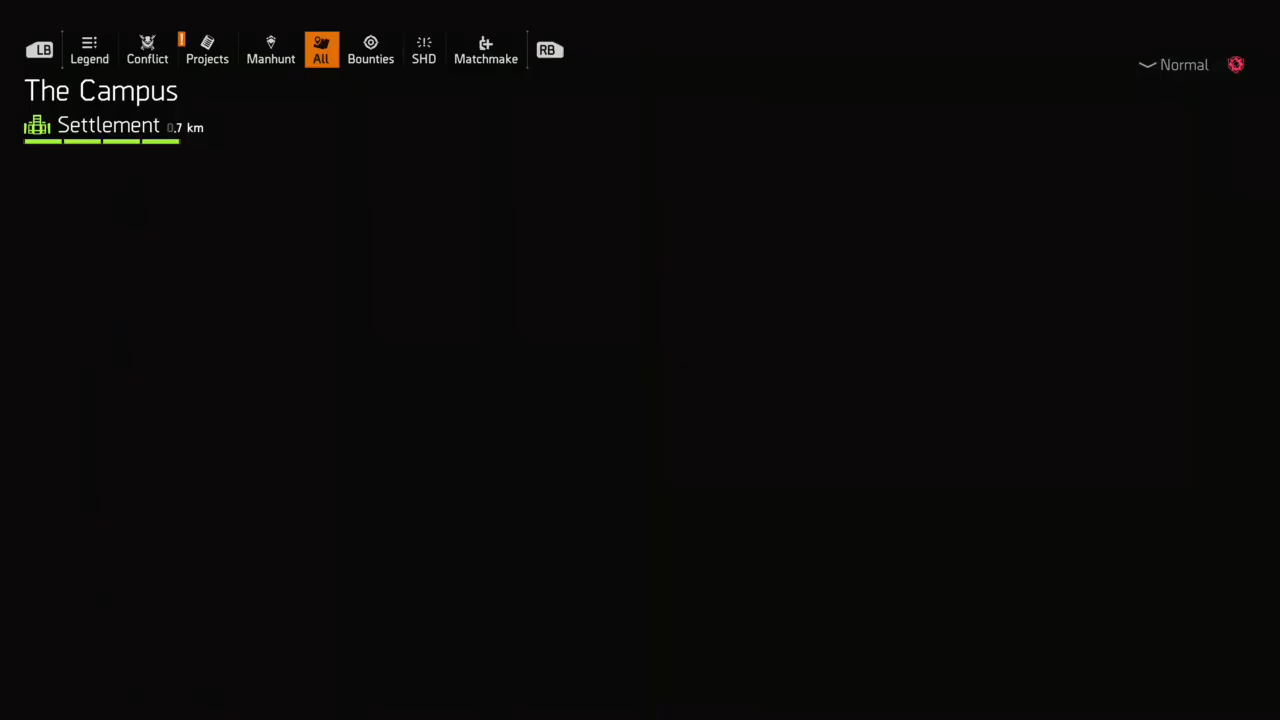 LB Legend Conflict Projects Manhunt All Bounties SHD Matchmake RB
Normal
The Campus
Settlement 0.7 km